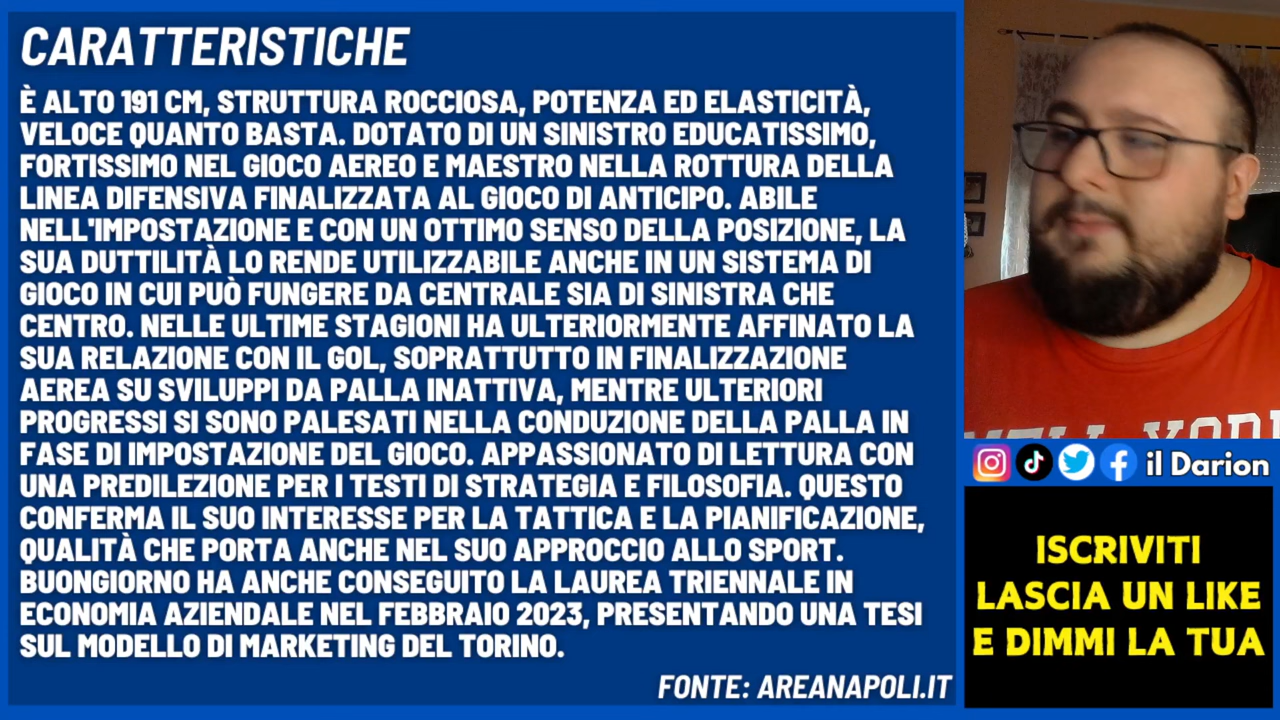 CARATTERISTICHE
È ALTO 191 CM, STRUTTURA ROCCIOSA, POTENZA ED ELASTICITÀ,
VELOCE QUANTO BASTA. DOTATO DI UN SINISTRO EDUCATISSIMO,
FORTISSIMO NEL GIOCO AEREO E MAESTRO NELLA ROTTURA DELLA
LINEA DIFENSIVA FINALIZZATA AL GIOCO DI ANTICIPO. ABILE
NELL'IMPOSTAZIONE E CON UN OTTIMO SENSO DELLA POSIZIONE, LA
SUA DUTTILITÀ LO RENDE UTILIZZABILE ANCHE IN UN SISTEMA DI
GIOCO IN CUI PUÒ FUNGERE DA CENTRALE SIA DI SINISTRA CHE
CENTRO. NELLE ULTIME STAGIONI HA ULTERIORMENTE AFFINATO LA
SUA RELAZIONE CON IL GOL, SOPRATTUTTO IN FINALIZZAZIONE
AEREA SU SVILUPPI DA PALLA INATTIVA, MENTRE ULTERIORI
PROGRESSI SI SONO PALESATI NELLA CONDUZIONE DELLA PALLA IN
FASE DI IMPOSTAZIONE DEL GIOCO. APPASSIONATO DI LETTURA CON
UNA PREDILEZIONE PER I TESTI DI STRATEGIA E FILOSOFIA. QUESTO
CONFERMA IL SUO INTERESSE PER LA TATTICA E LA PIANIFICAZIONE,
QUALITÀ CHE PORTA ANCHE NEL SUO APPROCCIO ALLO SPORT.
BUONGIORNO HA ANCHE CONSEGUITO LA LAUREA TRIENNALE IN
ECONOMIA AZIENDALE NEL FEBBRAIO 2023, PRESENTANDO UNA TESI
SUL MODELLO DI MARKETING DEL TORINO.
FONTE: AREANAPOLI.IT
il Darion
ISCRIVITI
LASCIA UN LIKE
E DIMMI LA TUA